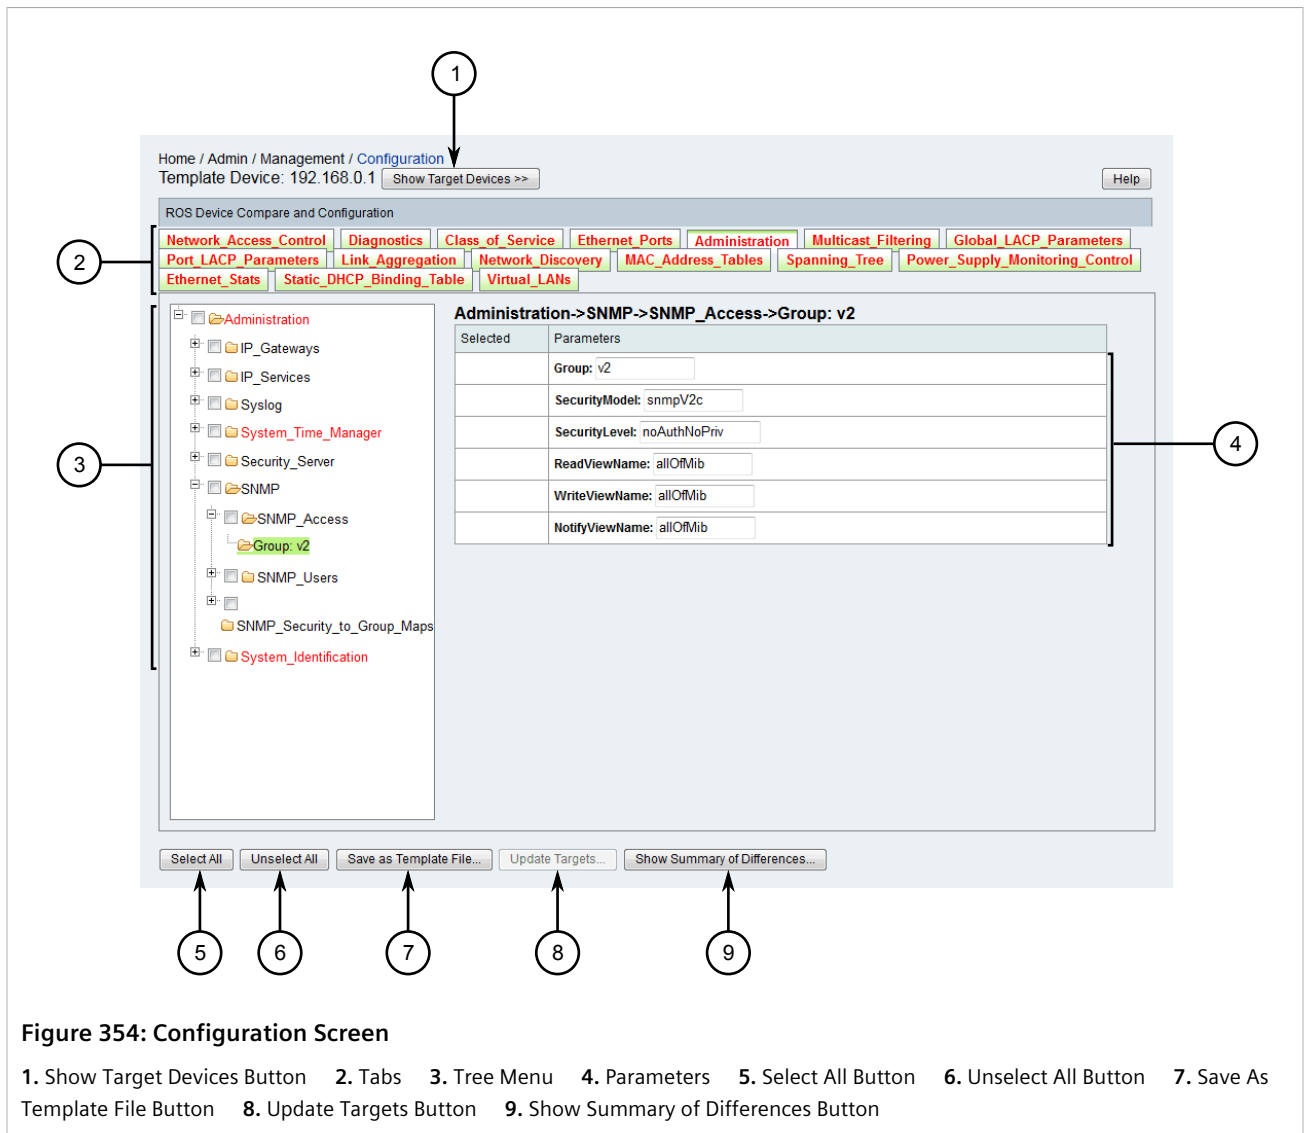 1
Home / Admin / Management / Configuration
Template Device: 192.168.0.1 Show Target Devices >> Help
ROS Device Compare and Configuration
Network_Access_Control Diagnostics Class_of_Service Ethernet_Ports Administration Multicast_Filtering Global_LACP_Parameters
Port_LACP_Parameters Link_Aggregation Network_Discovery MAC_Address_Tables Spanning_Tree Power_Supply_Monitoring_Control
Ethernet_Stats Static_DHCP_Binding_Table Virtual_LANs
2
Administration
IP_Gateways
IP_Services
Syslog
System_Time_Manager
Security_Server
SNMP
SNMP_Access
Group: v2
SNMP_Users
SNMP_Security_to_Group_Maps
System_Identification
3
Administration->SNMP->SNMP_Access->Group: v2
Selected Parameters
Group: v2
SecurityModel: snmpV2c
SecurityLevel: noAuthNoPriv
ReadViewName: allOfMib
WriteViewName: allOfMib
NotifyViewName: allOfMib
4
Select All Unselect All Save as Template File... Update Targets... Show Summary of Differences...
5 6 7 8 9
Figure 354: Configuration Screen
1. Show Target Devices Button 2. Tabs 3. Tree Menu 4. Parameters 5. Select All Button 6. Unselect All Button 7. Save As
Template File Button 8. Update Targets Button 9. Show Summary of Differences Button